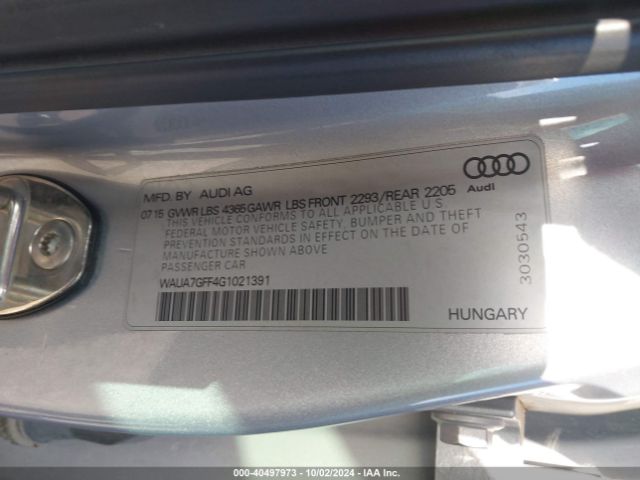 MFD. BY AUDI AG
07 15 GVWR LBS 4365 GAWR LBS FRONT 2293/REAR 2205
THIS VEHICLE CONFORMS TO ALL APPLICABLE U S
FEDERAL MOTOR VEHICLE SAFETY, BUMPER AND THEFT
PREVENTION STANDARDS IN EFFECT ON THE DATE OF
MANUFACTURE SHOWN ABOVE
PASSENGER CAR
WAUA7GFF4G1021391
HUNGARY
Audi
3030543
000-40497973 - 10/02/2024 - IAA Inc.